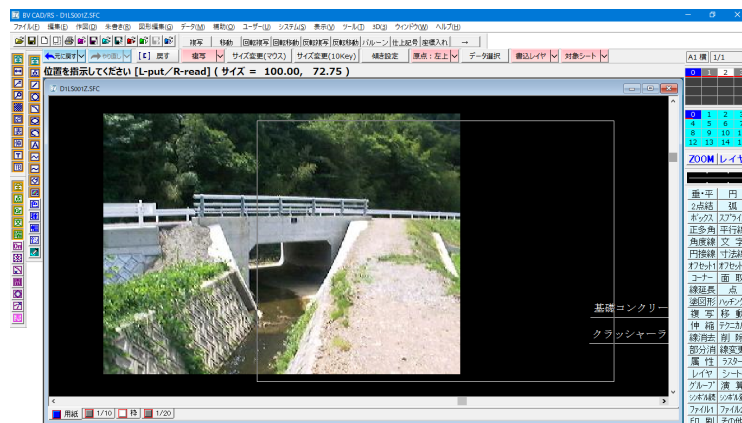 BV CAD/RS - D1LS001Z.SFC
ファイル(F) 編集(E) 作図(D) 朱書き(R) 図形編集(G) データ(M) 補助(O) ユーザー(U) システム(S) 表示(V) ツール(T) 3D(3) ウィンドウ(W) ヘルプ(H)
複写 移動 回転複写 回転移動 反転複写 反転移動 バルーン 仕上記号 座標入れ →
元に戻す やり直し [E] 戻す 複写 サイズ変更(マウス) サイズ変更(10Key) 傾き設定 原点:左上 データ選択 書込レイヤ 対象シート
A1 横 1/1
位置を指示してください [L-put/R-read] ( サイズ = 100.00, 72.75 )
D1LS001Z.SFC
0 1 2
0 1 2
4 5 6
8 9 10
12 13 14
ZOOM レイヤ
垂・平 円
2点結 弧
ボックス スプライ
正多角 平行線
角度線 文字
円接線 寸法線
オフセット1 オフセット
コーナー 面取
線延長 点
塗図形 ハッチング
複写 移動
伸縮 テクニカル
線消去 削除
部分消 線変更
属性 ラスター
レイヤ シート
グループ 演算
シンボル読 シンボル
ファイル1 ファイル
印刷 その他
基礎コンクリー
クラッシャーラ
用紙 1/10 枠 1/20